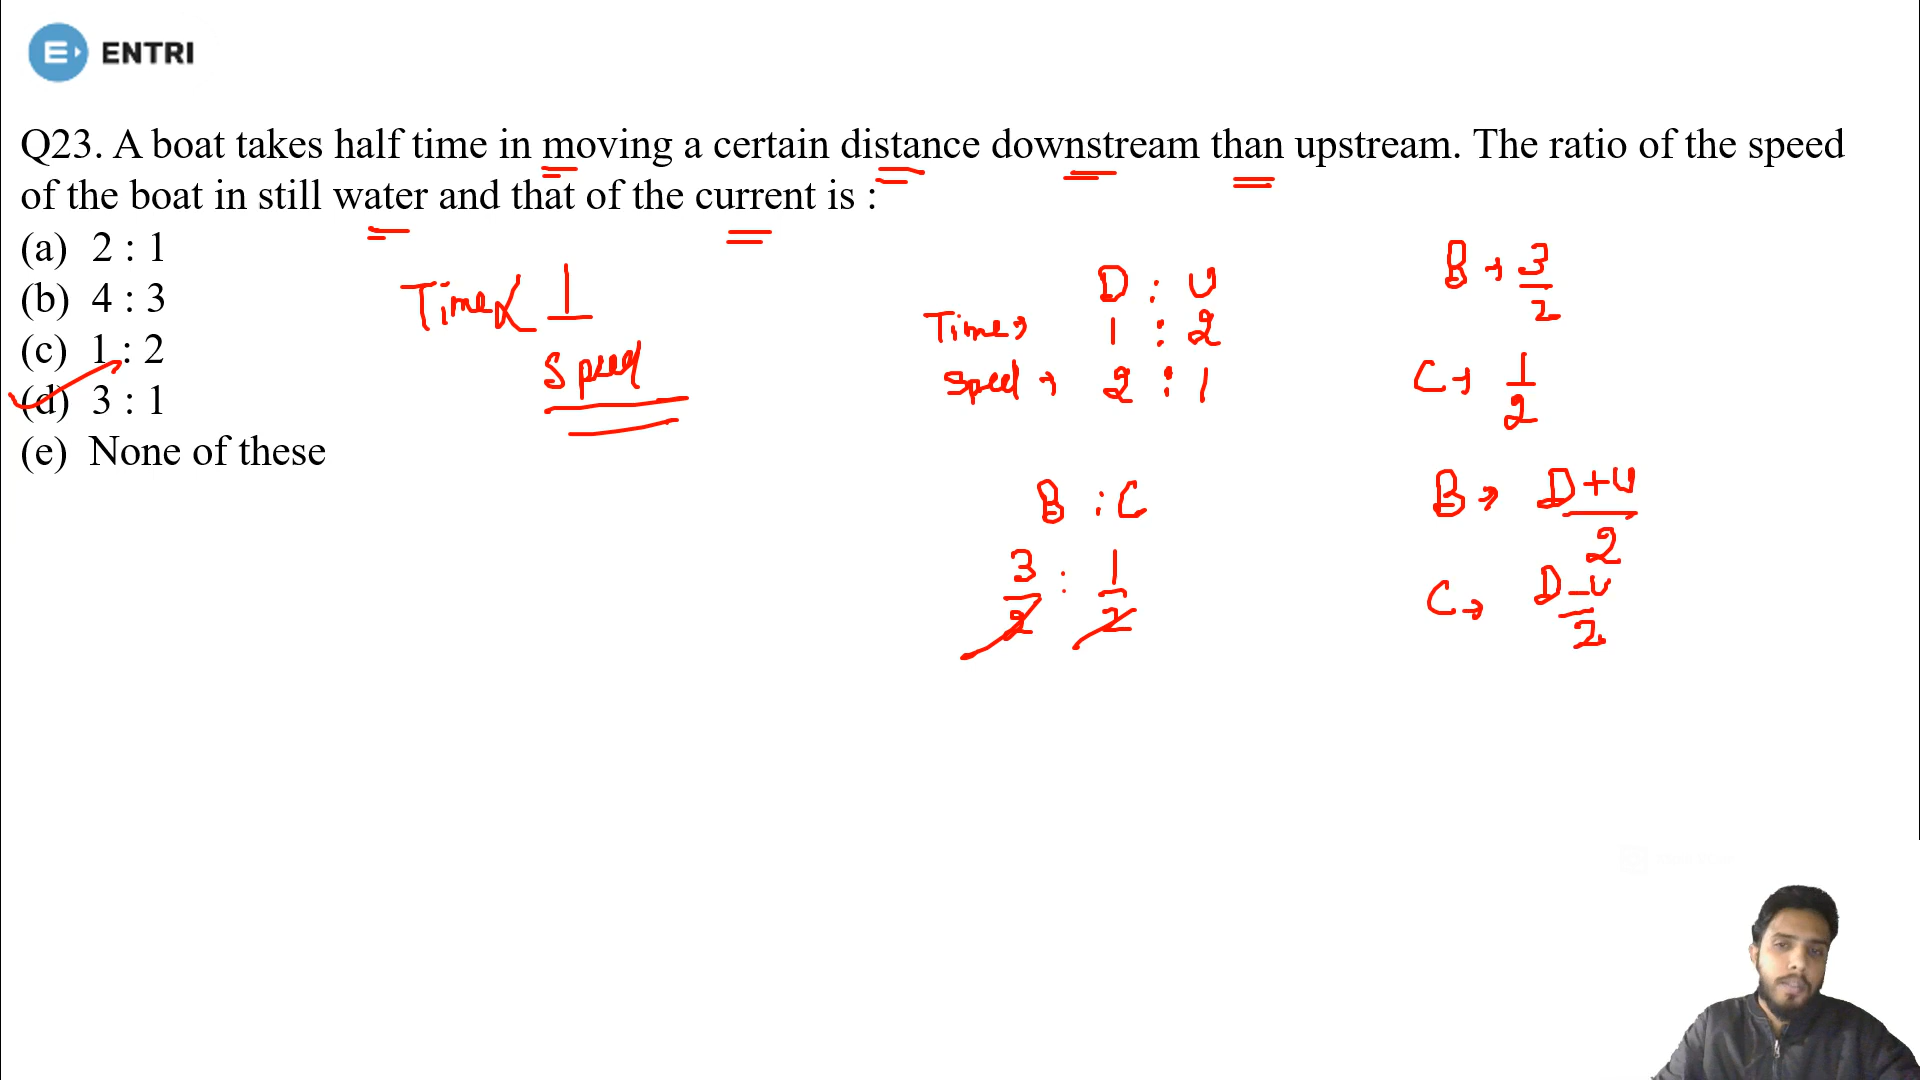 ENTRI
Q23. A boat takes half time in moving a certain distance downstream than upstream. The ratio of the speed
of the boat in still water and that of the current is :
(a) 2 : 1
(b) 4 : 3
(c) 1 : 2
(d) 3 : 1
(e) None of these
Time ∝ 1
Speed
D : U
Time → 1 : 2
Speed → 2 : 1
B → 3/2
C → 1/2
B : C
3/2 : 1/2
B → D+U/2
C → D-U/2